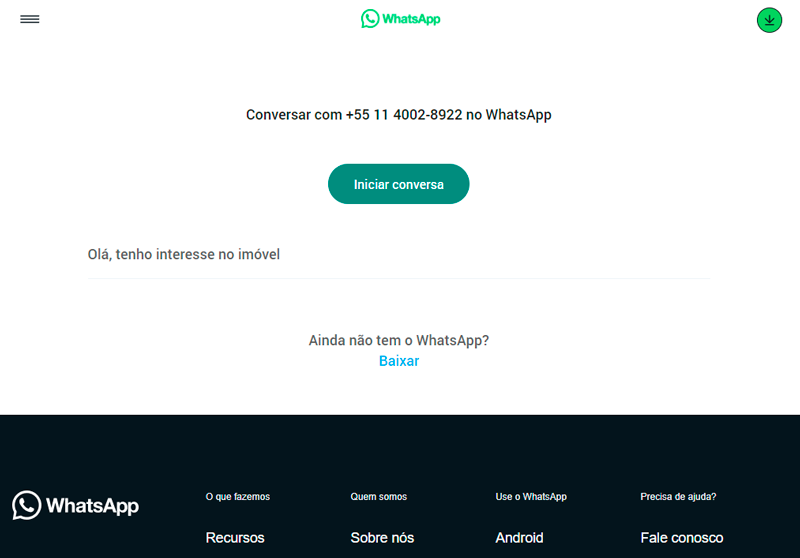 WhatsApp
Conversar com +55 11 4002-8922 no WhatsApp
Iniciar conversa
Olá, tenho interesse no imóvel
Ainda não tem o WhatsApp?
Baixar
WhatsApp
O que fazemos
Quem somos
Use o WhatsApp
Precisa de ajuda?
Recursos
Sobre nós
Android
Fale conosco